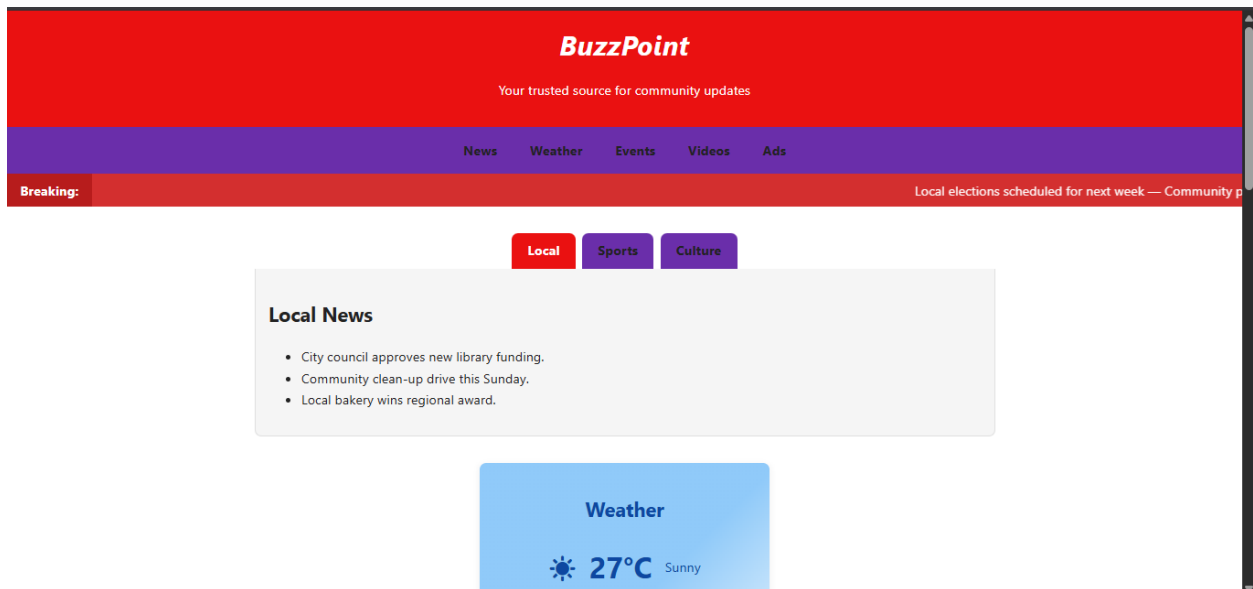 BuzzPoint
Your trusted source for community updates
News Weather Events Videos Ads
Breaking: Local elections scheduled for next week — Community p
Local Sports Culture
Local News
• City council approves new library funding.
• Community clean-up drive this Sunday.
• Local bakery wins regional award.
Weather
27°C Sunny